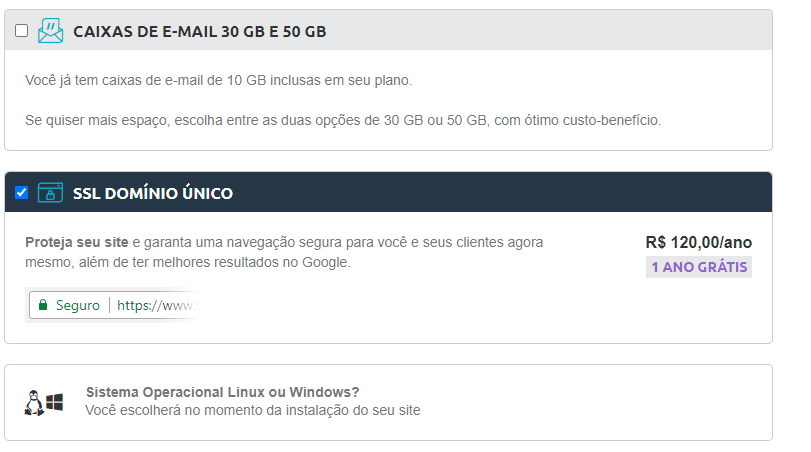 CAIXAS DE E-MAIL 30 GB E 50 GB
Você já tem caixas de e-mail de 10 GB inclusas em seu plano.
Se quiser mais espaço, escolha entre as duas opções de 30 GB ou 50 GB, com ótimo custo-benefício.
SSL DOMÍNIO ÚNICO
Proteja seu site e garanta uma navegação segura para você e seus clientes agora
mesmo, além de ter melhores resultados no Google.
R$ 120,00/ano
1 ANO GRÁTIS
Seguro | https://www.
Sistema Operacional Linux ou Windows?
Você escolherá no momento da instalação do seu site